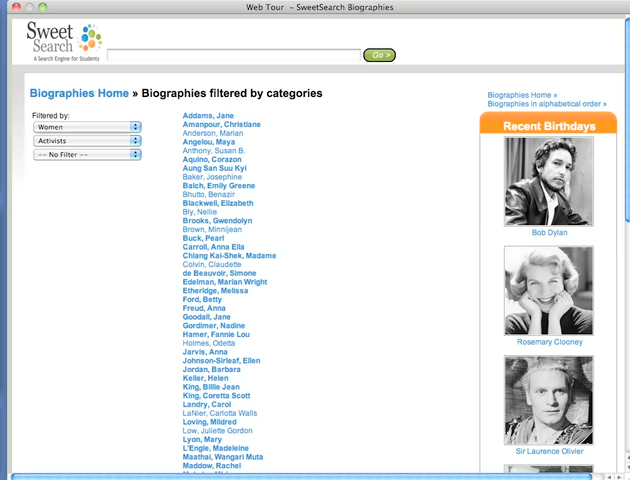 Web Tour – SweetSearch Biographies
Sweet
Search
A Search Engine for Students
Go >
Biographies Home » Biographies filtered by categories
Filtered by:
Women
Activists
-- No Filter --
Addams, Jane
Amanpour, Christiane
Anderson, Marian
Angelou, Maya
Anthony, Susan B.
Aquino, Corazon
Aung San Suu Kyi
Baker, Josephine
Balch, Emily Greene
Bhutto, Benazir
Blackwell, Elizabeth
Bly, Nellie
Brooks, Gwendolyn
Brown, Minnijean
Buck, Pearl
Carroll, Anna Ella
Chiang Kai-Shek, Madame
Colvin, Claudette
de Beauvoir, Simone
Edelman, Marian Wright
Etheridge, Melissa
Ford, Betty
Freud, Anna
Goodall, Jane
Gordimer, Nadine
Hamer, Fannie Lou
Holmes, Odetta
Jarvis, Anna
Johnson-Sirleaf, Ellen
Jordan, Barbara
Keller, Helen
King, Billie Jean
King, Coretta Scott
Landry, Carol
LaNier, Carlotta Walls
Loving, Mildred
Low, Juliette Gordon
Lyon, Mary
L'Engle, Madeleine
Maathai, Wangari Muta
Maddow, Rachel
Biographies Home »
Biographies in alphabetical order »
Recent Birthdays
Bob Dylan
Rosemary Clooney
Sir Laurence Olivier